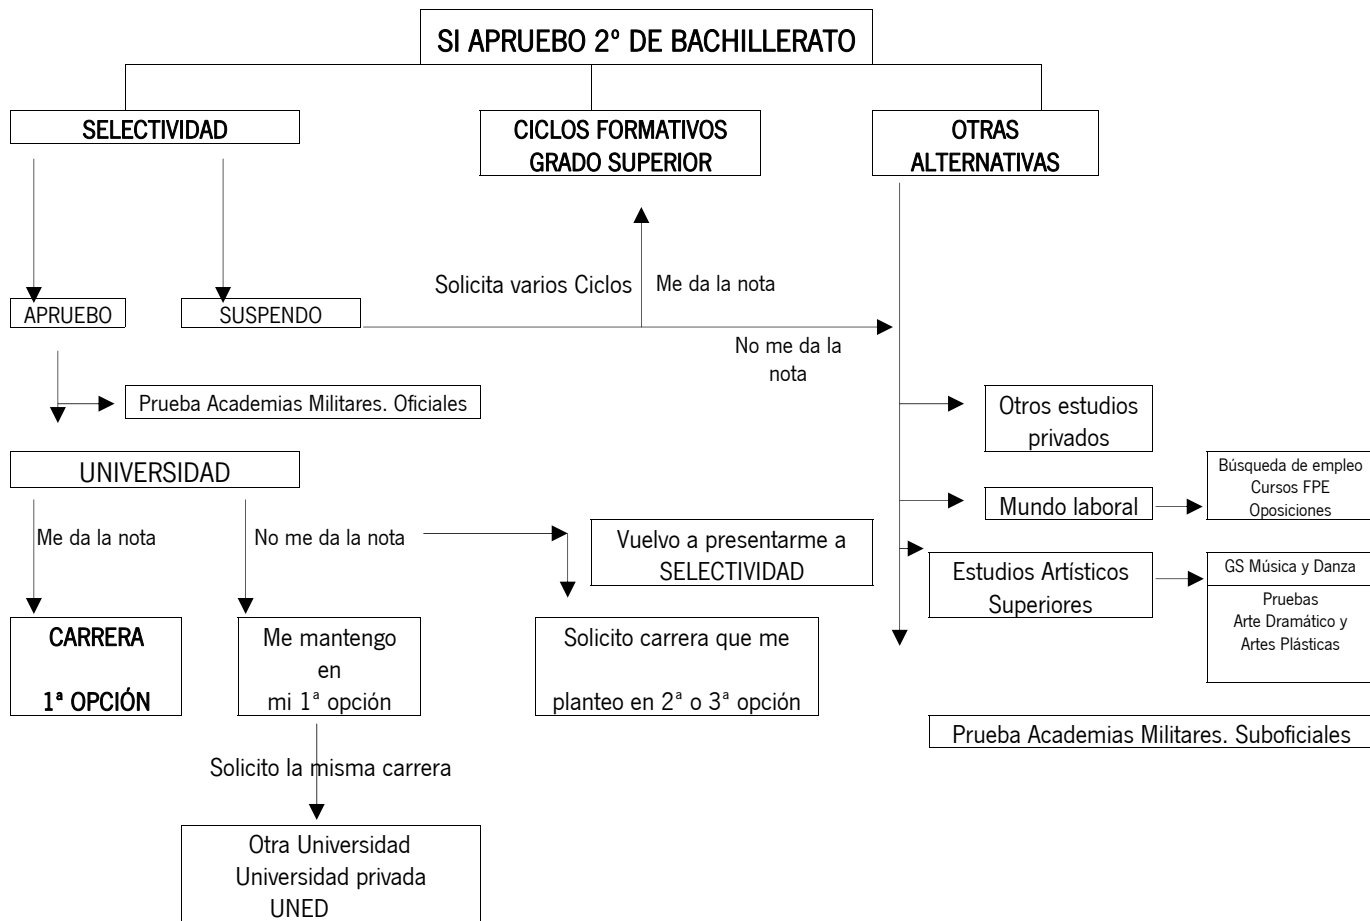 SI APRUEBO 2º DE BACHILLERATO
SELECTIVIDAD
CICLOS FORMATIVOS
GRADO SUPERIOR
OTRAS
ALTERNATIVAS
Solicita varios Ciclos
Me da la nota
APRUEBO
SUSPENDO
No me da la
nota
Prueba Academias Militares. Oficiales
Otros estudios
privados
UNIVERSIDAD
Búsqueda de empleo
Cursos FPE
Oposiciones
Mundo laboral
Me da la nota
No me da la nota
Vuelvo a presentarme a
SELECTIVIDAD
Estudios Artísticos
Superiores
GS Música y Danza
Pruebas
Arte Dramático y
Artes Plásticas
CARRERA
1ª OPCIÓN
Me mantengo
en
mi 1ª opción
Solicito carrera que me
planteo en 2ª o 3ª opción
Prueba Academias Militares. Suboficiales
Solicito la misma carrera
Otra Universidad
Universidad privada
UNED